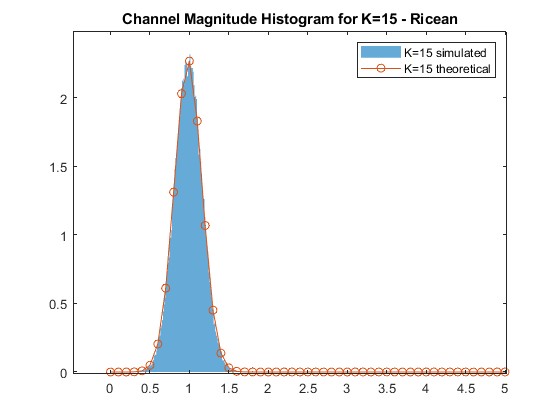 Channel Magnitude Histogram for K=15 - Ricean
K=15 simulated
K=15 theoretical
2
1.5
1
0.5
0
0 0.5 1 1.5 2 2.5 3 3.5 4 4.5 5